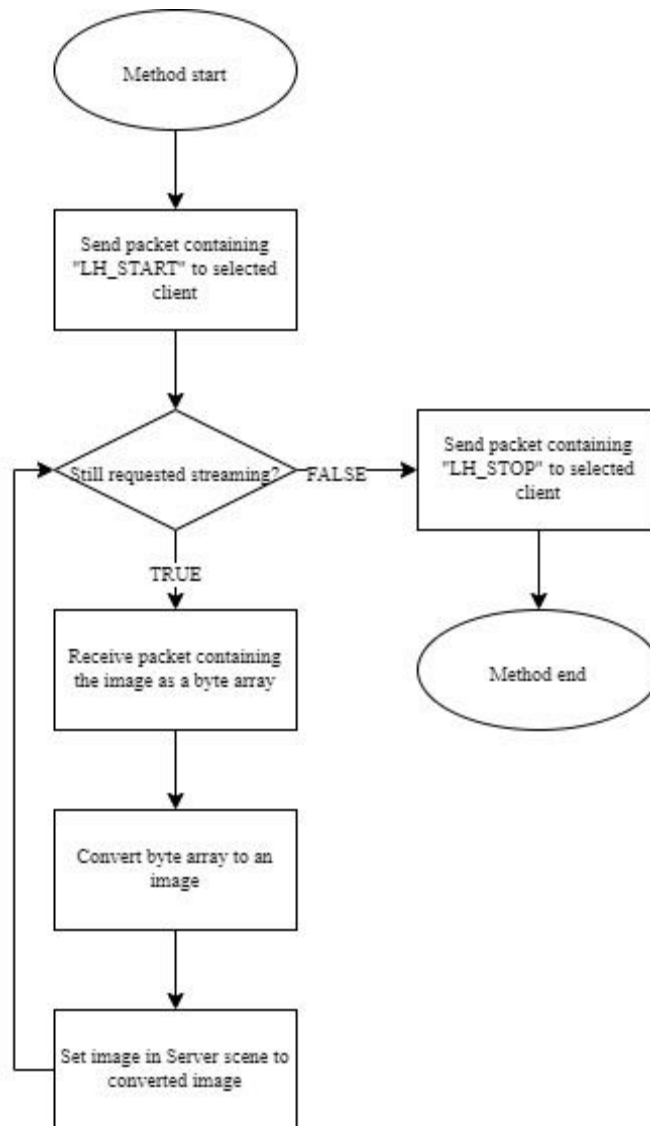 Method start
Send packet containing
"LH_START" to selected
client
Still requested streaming?
FALSE
Send packet containing
"LH_STOP" to selected
client
TRUE
Receive packet containing
the image as a byte array
Method end
Convert byte array to an
image
Set image in Server scene to
converted image